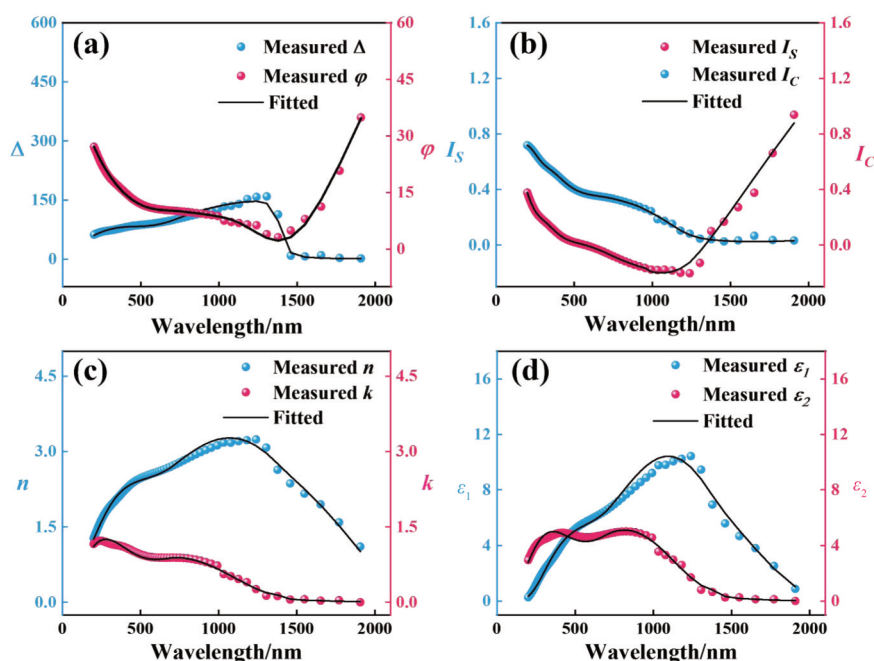 (a)
Measured Δ
Measured φ
Fitted
600
450
300
150
0
Δ
60
45
30
15
0
φ
0 500 1000 1500 2000
Wavelength/nm
(b)
Measured I_S
Measured I_C
Fitted
1.6
1.2
0.8
0.4
0.0
I_S
1.6
1.2
0.8
0.4
0.0
I_C
0 500 1000 1500 2000
Wavelength/nm
(c)
Measured n
Measured k
Fitted
4.5
3.0
1.5
0.0
n
4.5
3.0
1.5
0.0
k
0 500 1000 1500 2000
Wavelength/nm
(d)
Measured ε₁
Measured ε₂
Fitted
16
12
8
4
0
ε₁
16
12
8
4
0
ε₂
0 500 1000 1500 2000
Wavelength/nm